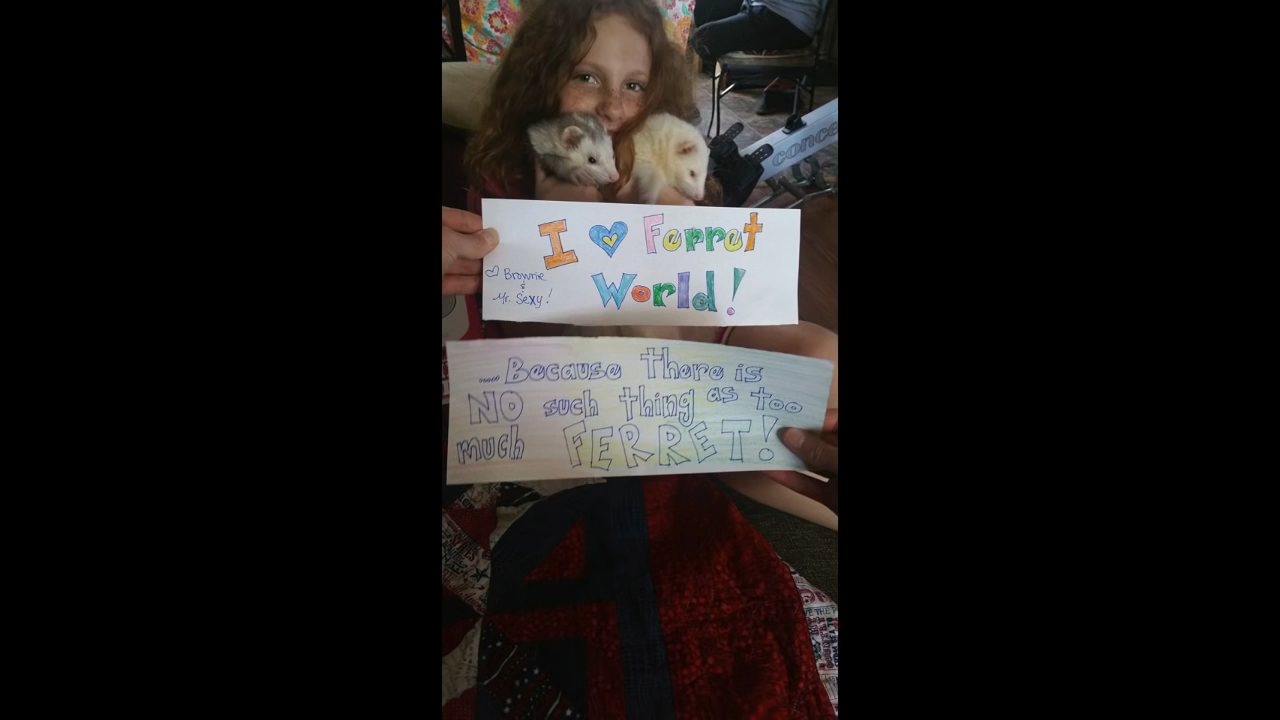 I ♡ Ferret
World!
♡ Brownie
&
Mr. Sexy!
.....Because there is
NO such thing as too
much FERRET!
conce